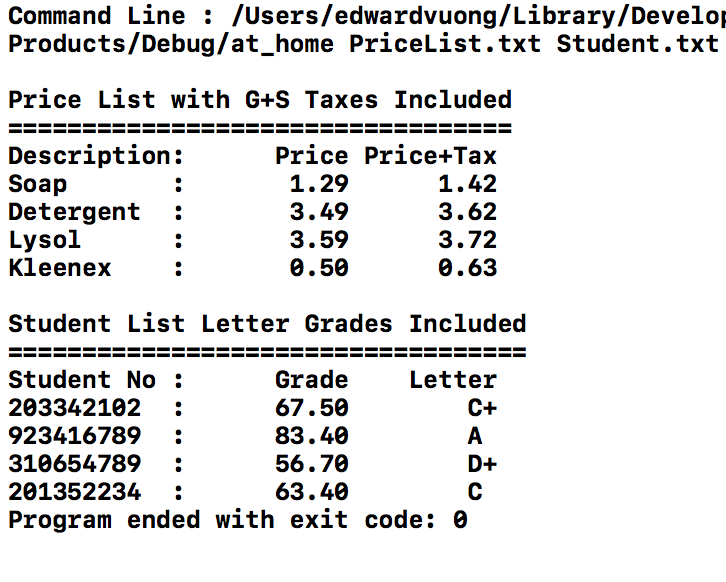 Command Line : /Users/edwardvuong/Library/Develop
Products/Debug/at_home PriceList.txt Student.txt
Price List with G+S Taxes Included
==================================
Description:      Price Price+Tax
Soap       :       1.29      1.42
Detergent  :       3.49      3.62
Lysol      :       3.59      3.72
Kleenex    :       0.50      0.63
Student List Letter Grades Included
===================================
Student No :      Grade    Letter
203342102  :      67.50        C+
923416789  :      83.40        A
310654789  :      56.70        D+
201352234  :      63.40        C
Program ended with exit code: 0